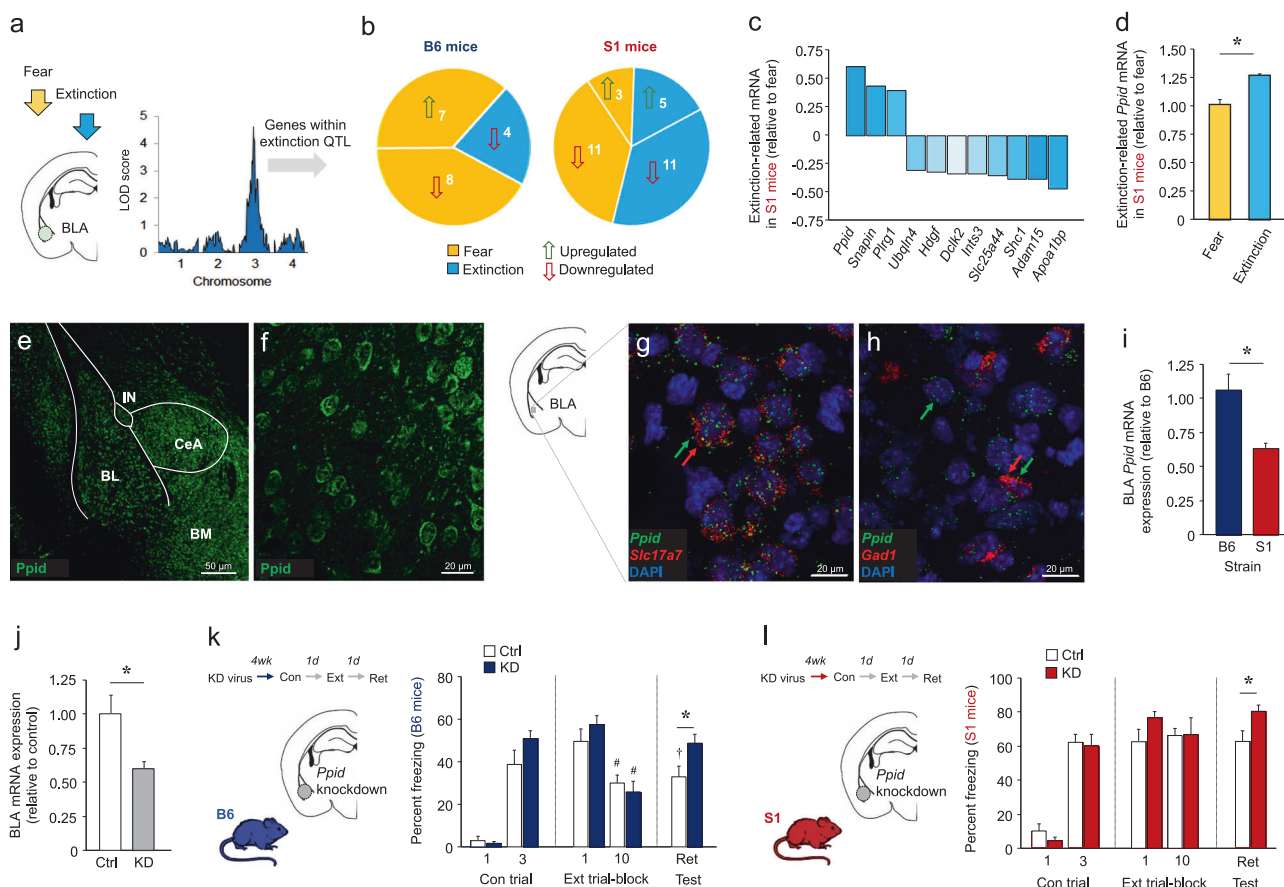 a
Fear
Extinction
BLA
LOD score
5
4
3
2
1
0
1 2 3 4
Chromosome
Genes within
extinction QTL
b
B6 mice
S1 mice
7
4
8
3
5
11
11
Fear
Extinction
Upregulated
Downregulated
c
Extinction-related mRNA
in S1 mice (relative to fear)
0.75
0.50
0.25
0
-0.25
-0.50
-0.75
Ppid
Snapin
Plrg1
Ubqln4
Hdgf
Dclk2
Ints3
Slc25a44
Shc1
Adam15
Apoa1bp
d
Extinction-related Ppid mRNA
in S1 mice (relative to fear)
1.50
1.25
1.00
0.75
0.50
0.25
0
*
Fear
Extinction
e
IN
CeA
BL
BM
Ppid
50 µm
f
20 µm
BLA
g
Ppid
Slc17a7
DAPI
20 µm
h
Ppid
Gad1
DAPI
20 µm
i
BLA Ppid mRNA
expression (relative to B6)
1.25
1.00
0.75
0.50
0.25
0
*
B6 S1
Strain
j
BLA mRNA expression
(relative to control)
1.25
1.00
0.75
0.50
0.25
0
*
Ctrl KD
k
4wk 1d 1d
KD virus Con Ext Ret
Ppid
knockdown
B6
Ctrl
KD
Percent freezing (B6 mice)
80
60
40
20
0
# #
*
†
1 3 1 10 Ret
Con trial Ext trial-block Test
l
4wk 1d 1d
KD virus Con Ext Ret
Ppid
knockdown
S1
Ctrl
KD
Percent freezing (S1 mice)
100
80
60
40
20
0
*
1 3 1 10 Ret
Con trial Ext trial-block Test